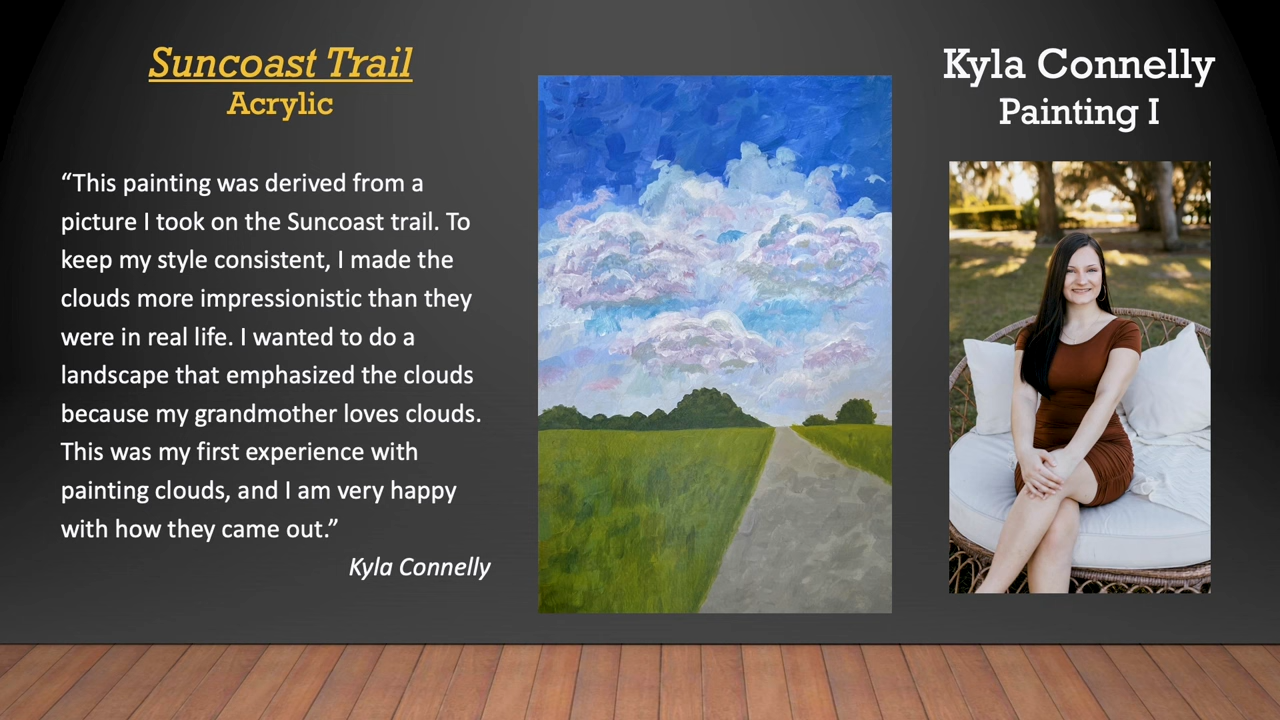 Suncoast Trail
Acrylic
“This painting was derived from a
picture I took on the Suncoast trail. To
keep my style consistent, I made the
clouds more impressionistic than they
were in real life. I wanted to do a
landscape that emphasized the clouds
because my grandmother loves clouds.
This was my first experience with
painting clouds, and I am very happy
with how they came out.”
Kyla Connelly
Kyla Connelly
Painting I